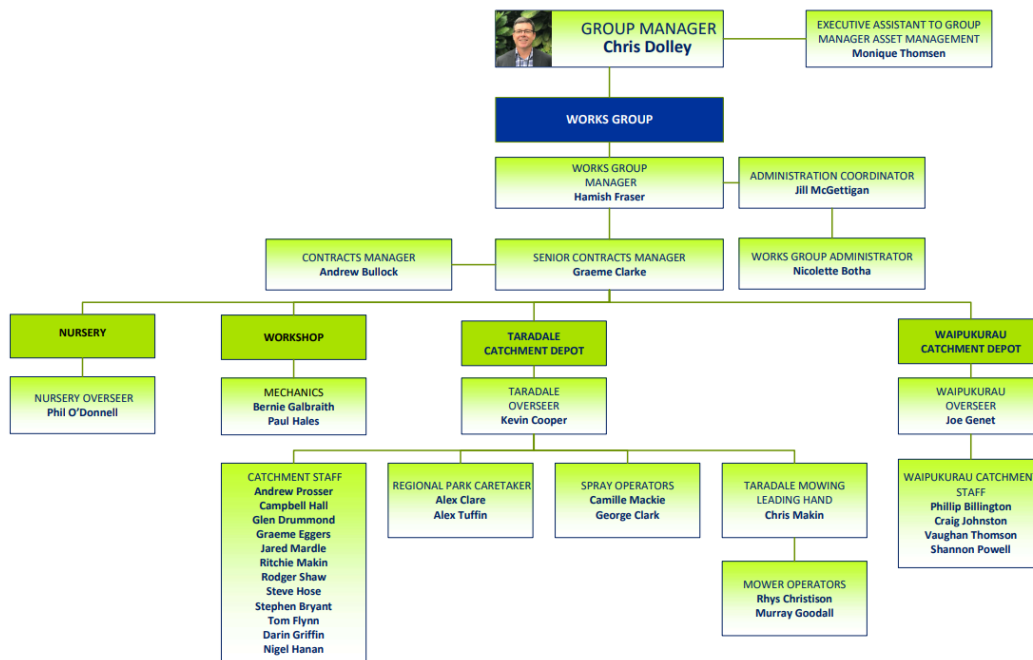 GROUP MANAGER
Chris Dolley
EXECUTIVE ASSISTANT TO GROUP
MANAGER ASSET MANAGEMENT
Monique Thomsen
WORKS GROUP
WORKS GROUP
MANAGER
Hamish Fraser
ADMINISTRATION COORDINATOR
Jill McGettigan
CONTRACTS MANAGER
Andrew Bullock
SENIOR CONTRACTS MANAGER
Graeme Clarke
WORKS GROUP ADMINISTRATOR
Nicolette Botha
NURSERY
WORKSHOP
TARADALE
CATCHMENT DEPOT
WAIPUKURAU
CATCHMENT DEPOT
NURSERY OVERSEER
Phil O’Donnell
MECHANICS
Bernie Galbraith
Paul Hales
TARADALE
OVERSEER
Kevin Cooper
WAIPUKURAU
OVERSEER
Joe Genet
CATCHMENT STAFF
Andrew Prosser
Campbell Hall
Glen Drummond
Graeme Eggers
Jared Mardle
Ritchie Makin
Rodger Shaw
Steve Hose
Stephen Bryant
Tom Flynn
Darin Griffin
Nigel Hanan
REGIONAL PARK CARETAKER
Alex Clare
Alex Tuffin
SPRAY OPERATORS
Camille Mackie
George Clark
TARADALE MOWING
LEADING HAND
Chris Makin
MOWER OPERATORS
Rhys Christison
Murray Goodall
WAIPUKURAU CATCHMENT
STAFF
Phillip Billington
Craig Johnston
Vaughan Thomson
Shannon Powell